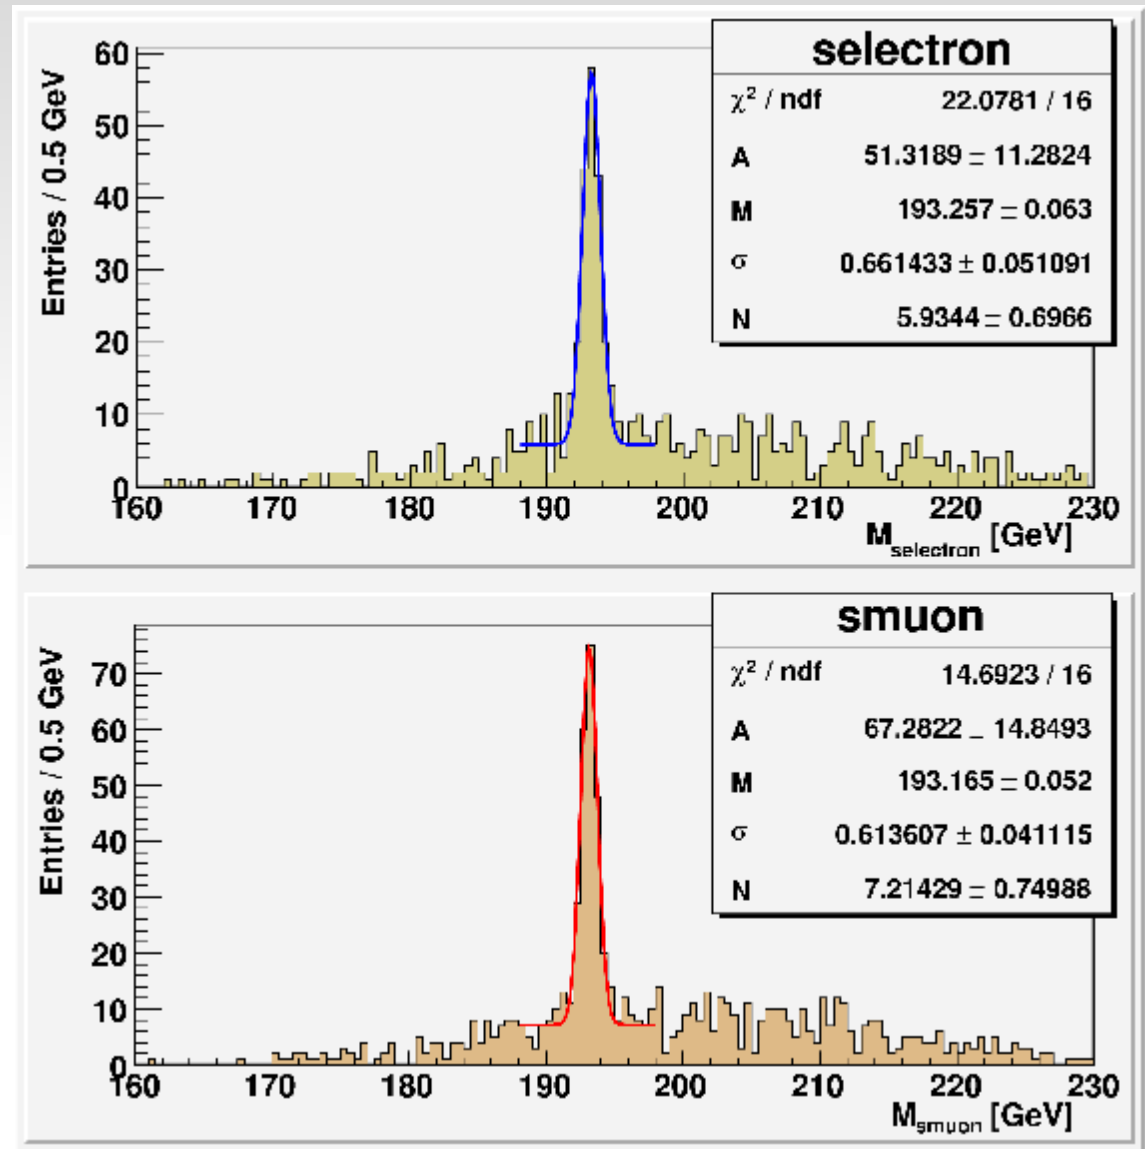 selectron
χ² / ndf 22.0781 / 16
A 51.3189 = 11.2824
M 193.257 = 0.063
σ 0.661433 ± 0.051091
N 5.9344 = 0.6966
Entries / 0.5 GeV
60
50
40
30
20
10
0
160 170 180 190 200 210 220 230
M_selectron [GeV]
smuon
χ² / ndf 14.6923 / 16
A 67.2822 _ 14.8493
M 193.165 = 0.052
σ 0.613607 ± 0.041115
N 7.21429 = 0.74988
Entries / 0.5 GeV
70
60
50
40
30
20
10
0
160 170 180 190 200 210 220 230
M_smuon [GeV]